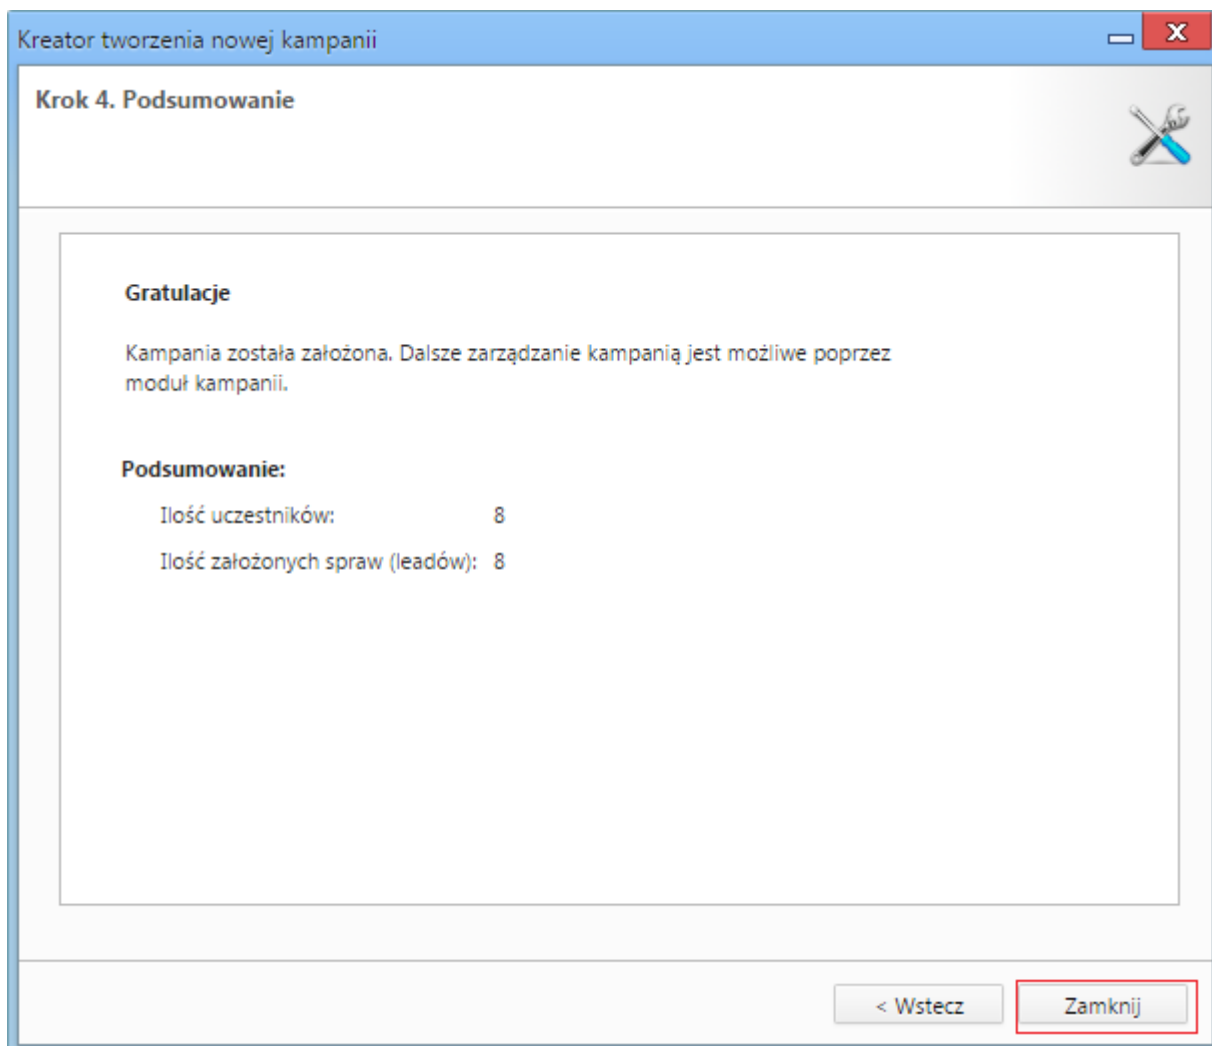 Kreator tworzenia nowej kampanii
X
Krok 4. Podsumowanie
Gratulacje
Kampania została założona. Dalsze zarządzanie kampanią jest możliwe poprzez
moduł kampanii.
Podsumowanie:
Ilość uczestników: 8
Ilość założonych spraw (leadów): 8
< Wstecz
Zamknij